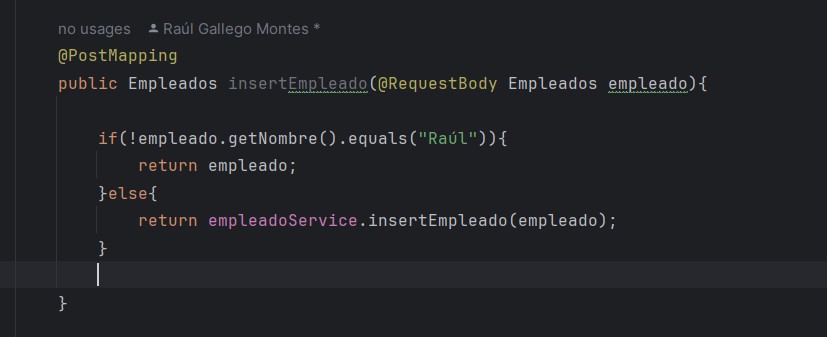 no usages Raúl Gallego Montes *
@PostMapping
public Empleados insertEmpleado(@RequestBody Empleados empleado){
if(!empleado.getNombre().equals("Raúl")){
return empleado;
}else{
return empleadoService.insertEmpleado(empleado);
}
}